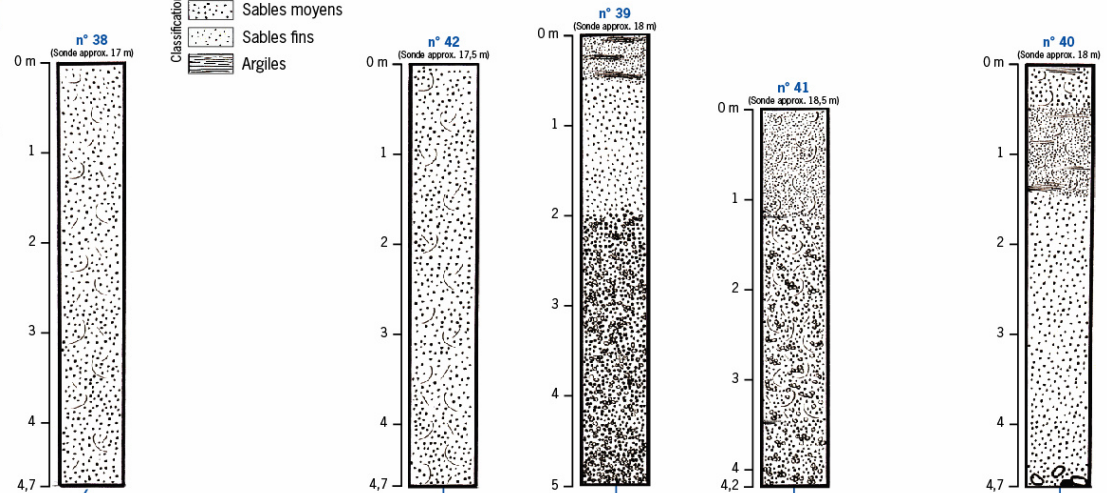 Classification
Sables moyens
Sables fins
Argiles
n° 38
(Sonde approx. 17 m)
0 m
1
2
3
4
4,7
n° 42
(Sonde approx. 17,5 m)
0 m
1
2
3
4
4,7
n° 39
(Sonde approx. 18 m)
0 m
1
2
3
4
5
n° 41
(Sonde approx. 18,5 m)
0 m
1
2
3
4
4,2
n° 40
(Sonde approx. 18 m)
0 m
1
2
3
4
4,7